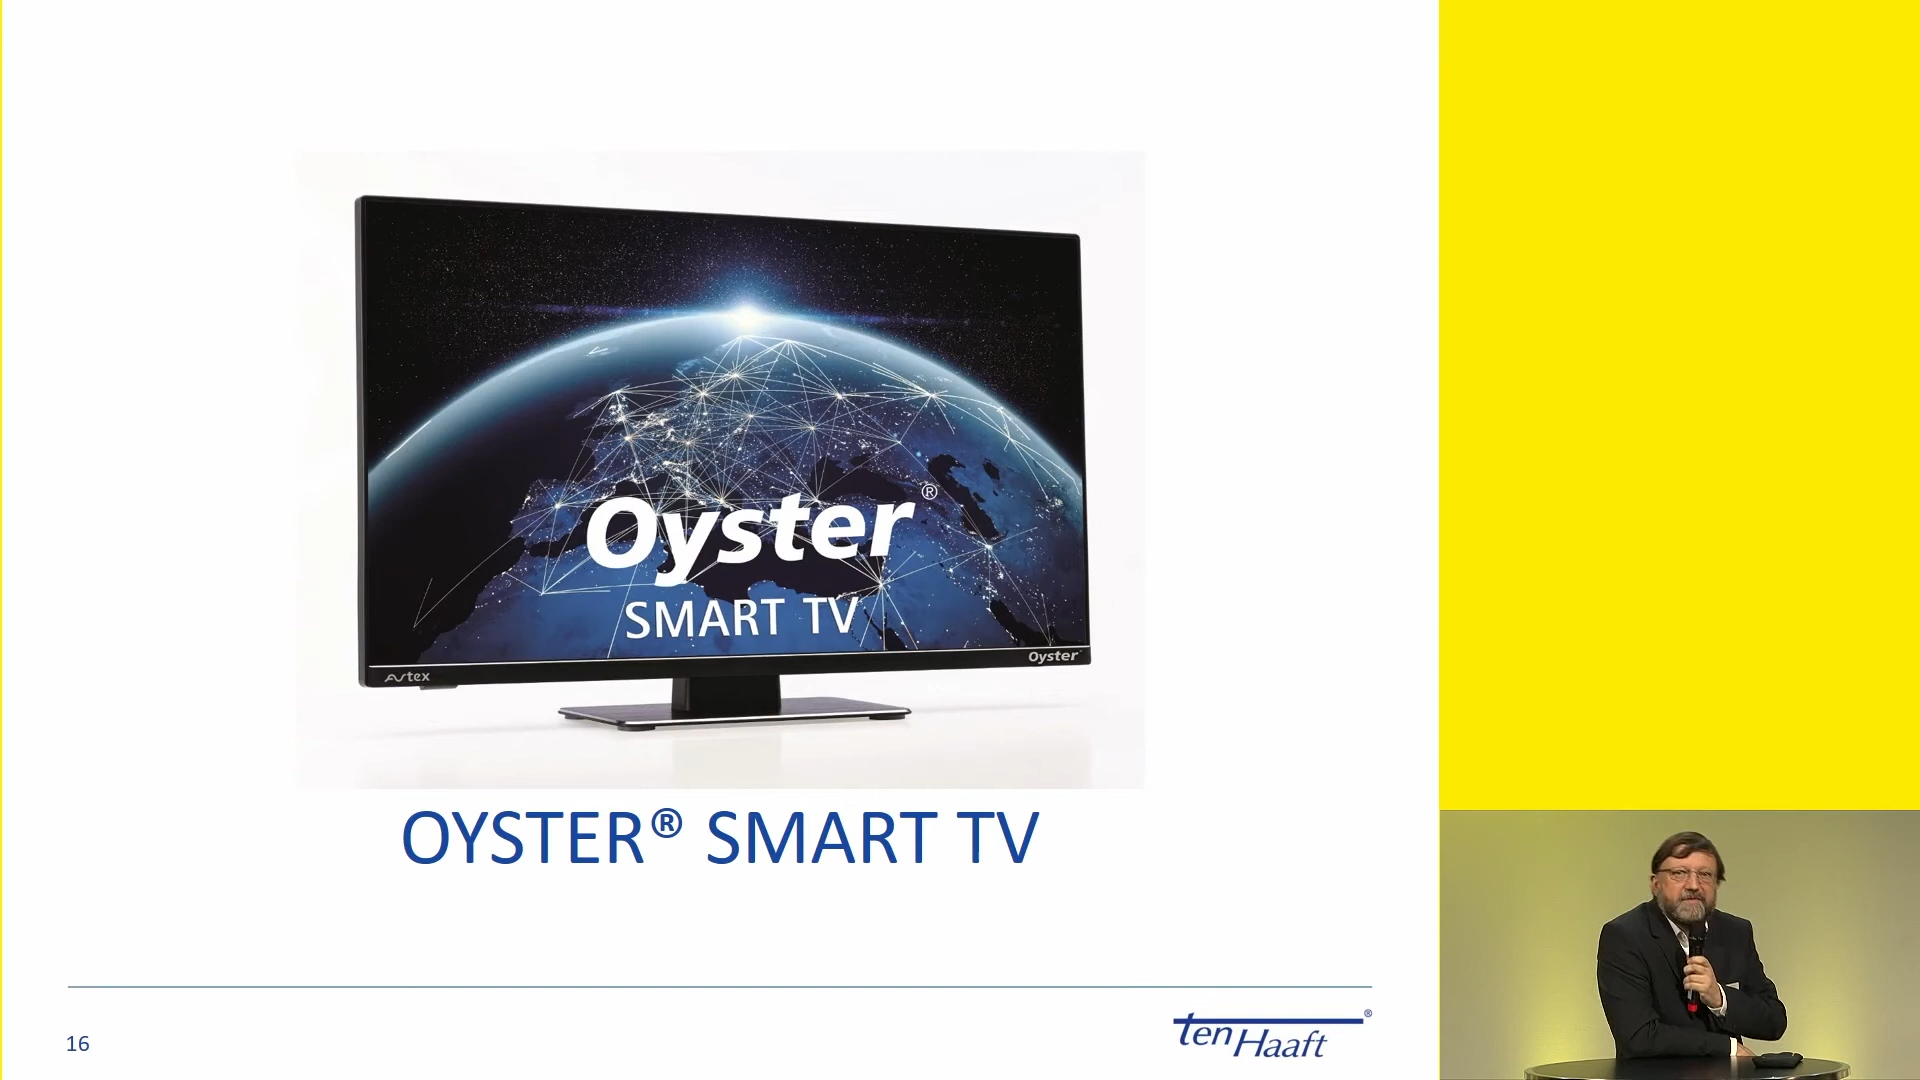 Oyster®
SMART TV
Avtex
Oyster
OYSTER® SMART TV
16
ten Haaft®